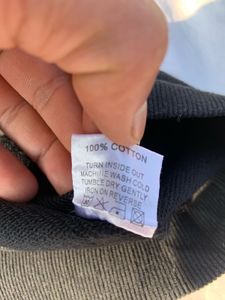 100% COTTON
TURN INSIDE OUT
MACHINE WASH COLD
TUMBLE DRY GENTLY
IRON ON REVERSE